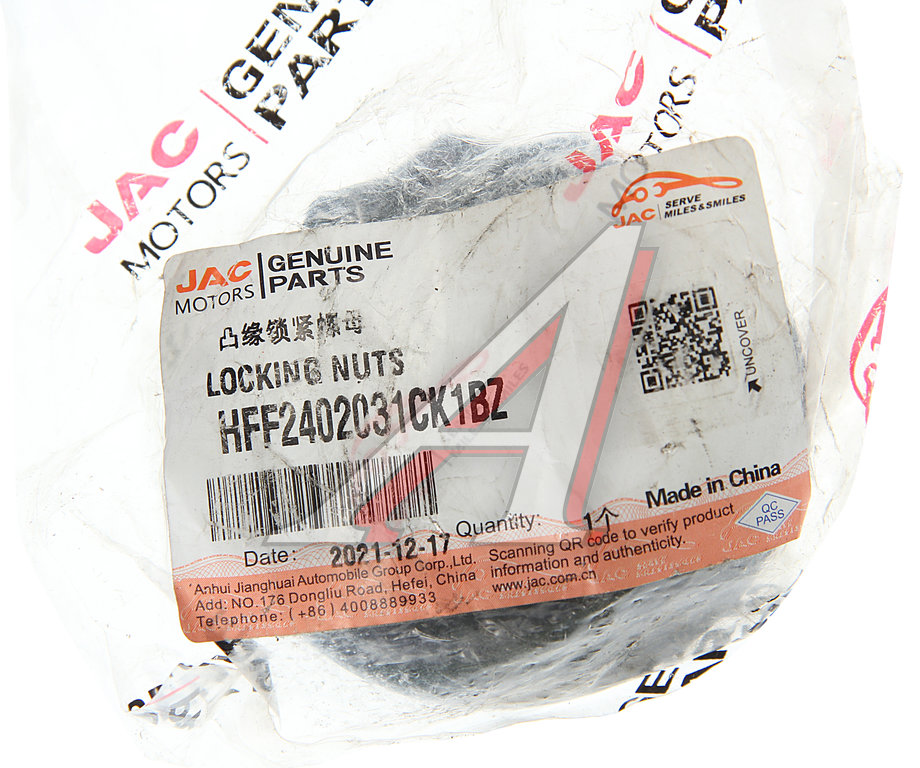 JAC MOTORS | GENUINE PARTS
JAC MOTORS
JAC | SERVE MILES & SMILES
JAC MOTORS | GENUINE PARTS
凸缘锁紧螺母
LOCKING NUTS
HFF2402031CK1BZ
UNCOVER
Made in China
QC PASS
Quantity: 1个
Date: 2021-12-17
Scanning QR code to verify product
information and authenticity.
www.jac.com.cn
Anhui Jianghuai Automobile Group Corp.,Ltd.
Add: NO.176 Dongliu Road, Hefei, China
Telephone: (+86) 4008889933